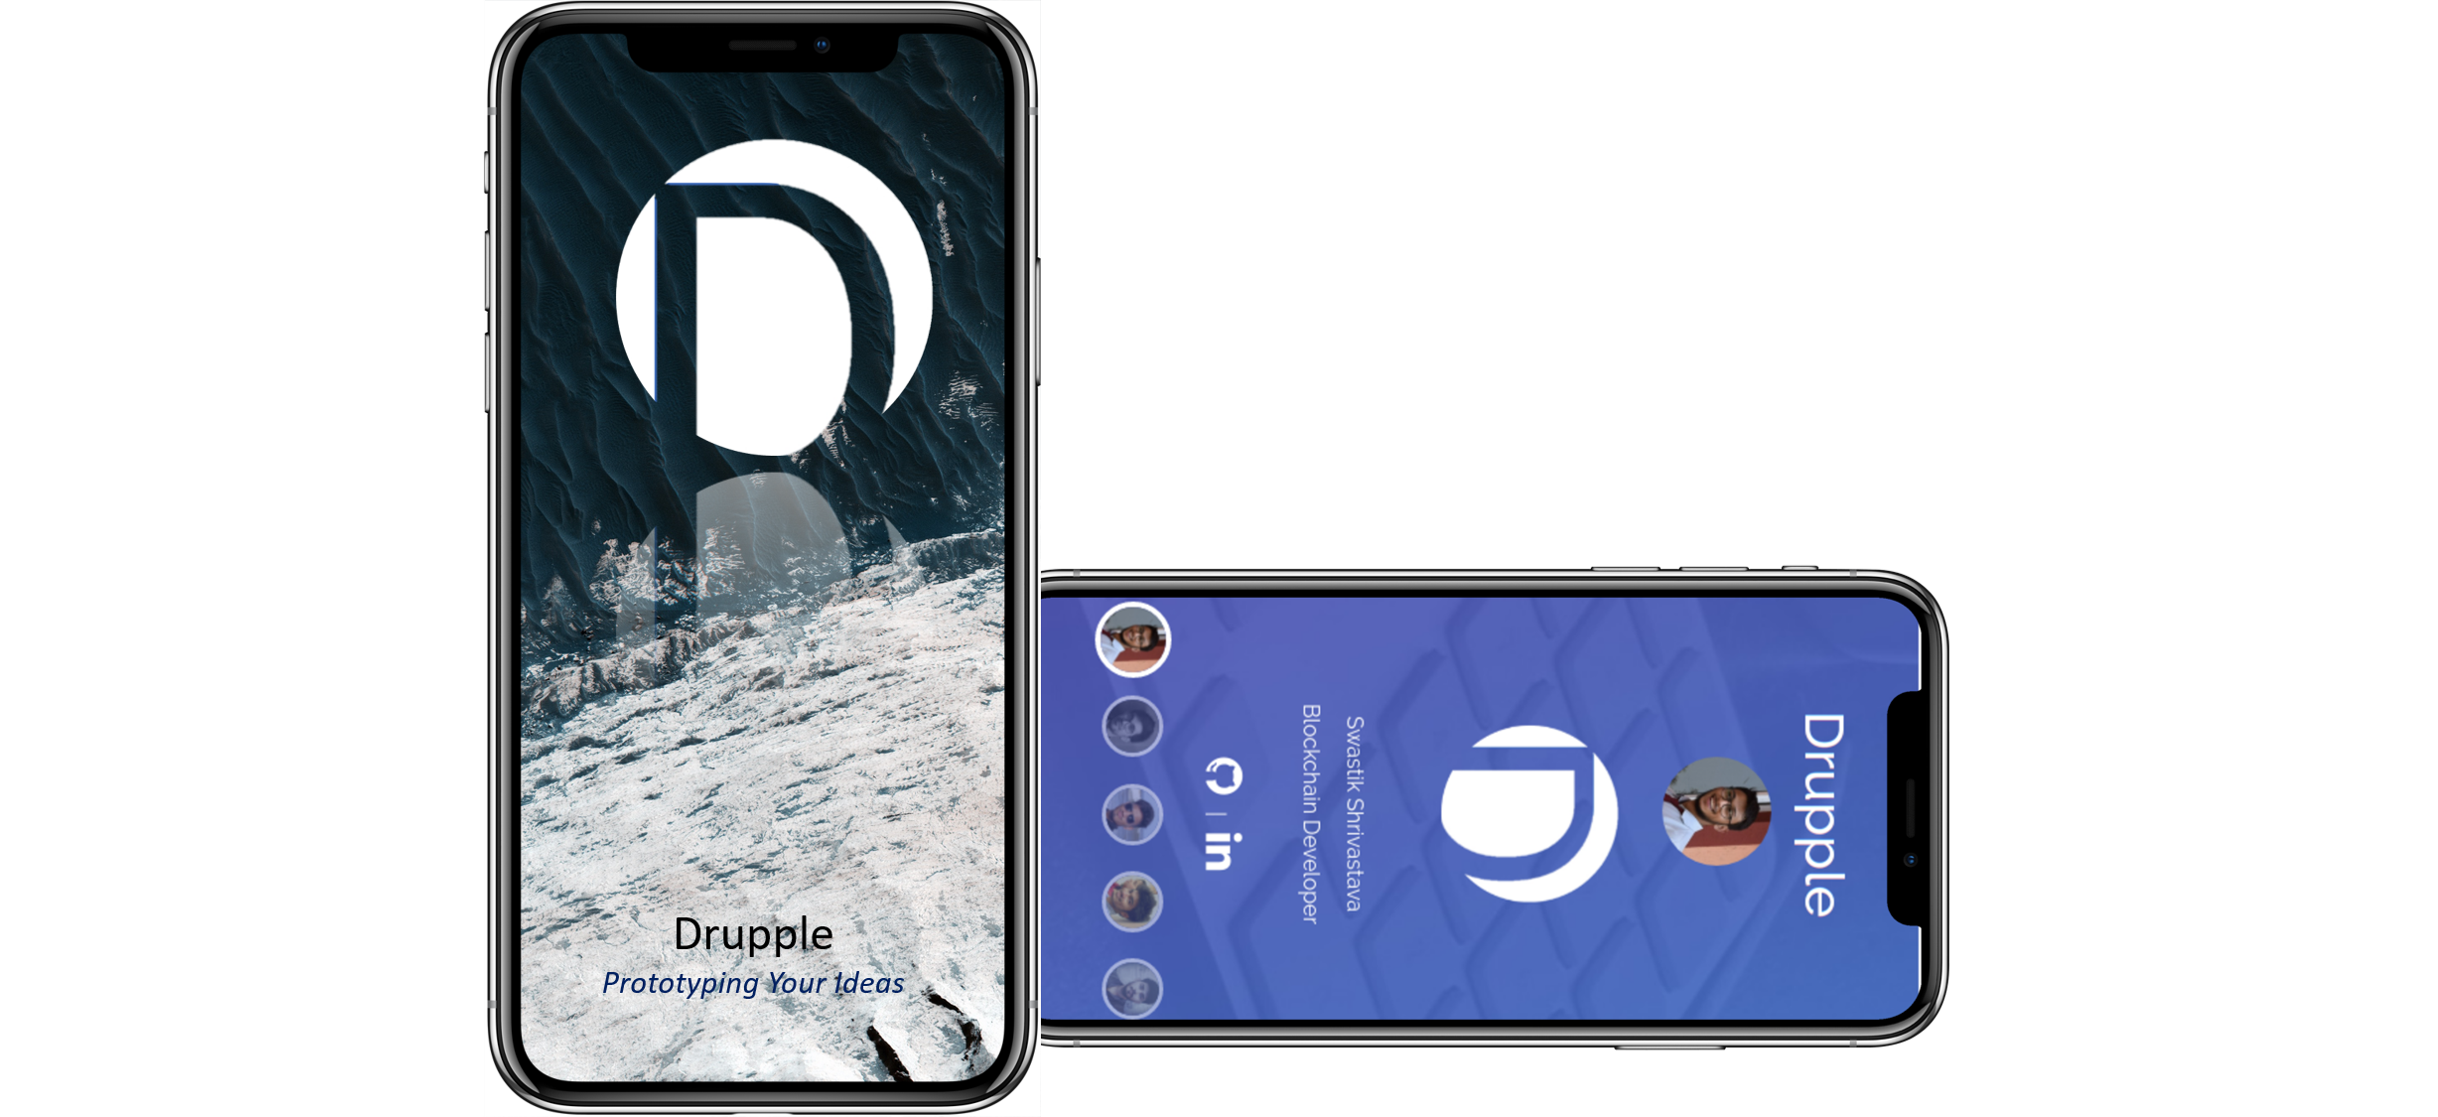 D
Drupple
Prototyping Your Ideas
Drupple
D
Swastik Shrivastava
Blockchain Developer
| in